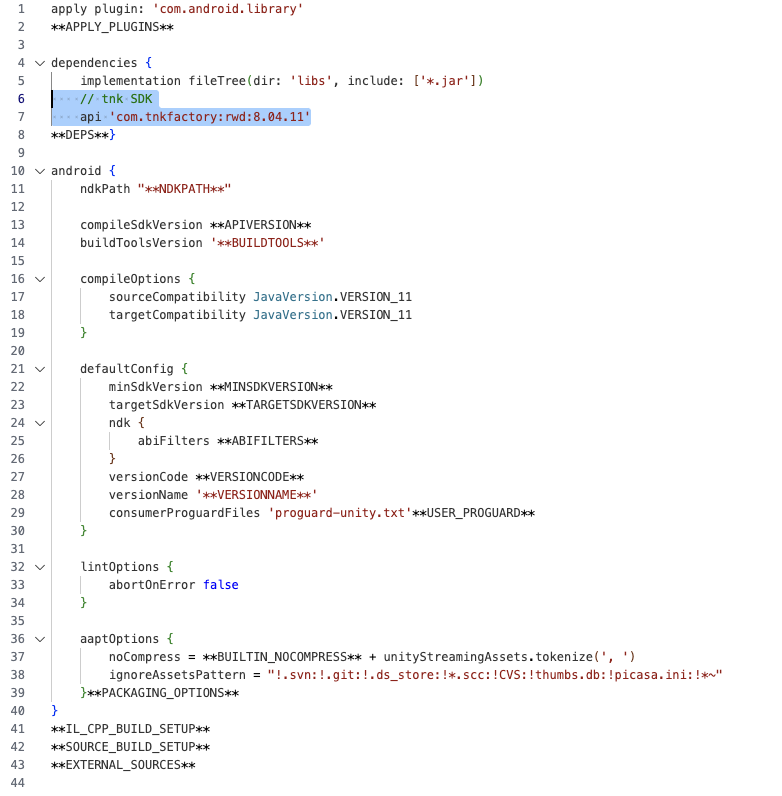 1 apply plugin: 'com.android.library'
2 **APPLY_PLUGINS**
3
4 dependencies {
5     implementation fileTree(dir: 'libs', include: ['*.jar'])
6     // tnk SDK
7     api 'com.tnkfactory:rwd:8.04.11'
8 **DEPS**}
9
10 android {
11     ndkPath "**NDKPATH**"
12
13     compileSdkVersion **APIVERSION**
14     buildToolsVersion '**BUILDTOOLS**'
15
16     compileOptions {
17         sourceCompatibility JavaVersion.VERSION_11
18         targetCompatibility JavaVersion.VERSION_11
19     }
20
21     defaultConfig {
22         minSdkVersion **MINSDKVERSION**
23         targetSdkVersion **TARGETSDKVERSION**
24         ndk {
25             abiFilters **ABIFILTERS**
26         }
27         versionCode **VERSIONCODE**
28         versionName '**VERSIONNAME**'
29         consumerProguardFiles 'proguard-unity.txt'**USER_PROGUARD**
30     }
31
32     lintOptions {
33         abortOnError false
34     }
35
36     aaptOptions {
37         noCompress = **BUILTIN_NOCOMPRESS** + unityStreamingAssets.tokenize(', ')
38         ignoreAssetsPattern = "!.svn:!.git:!.ds_store:!*.scc:!CVS:!thumbs.db:!picasa.ini:!*~"
39     }**PACKAGING_OPTIONS**
40 }
41 **IL_CPP_BUILD_SETUP**
42 **SOURCE_BUILD_SETUP**
43 **EXTERNAL_SOURCES**
44